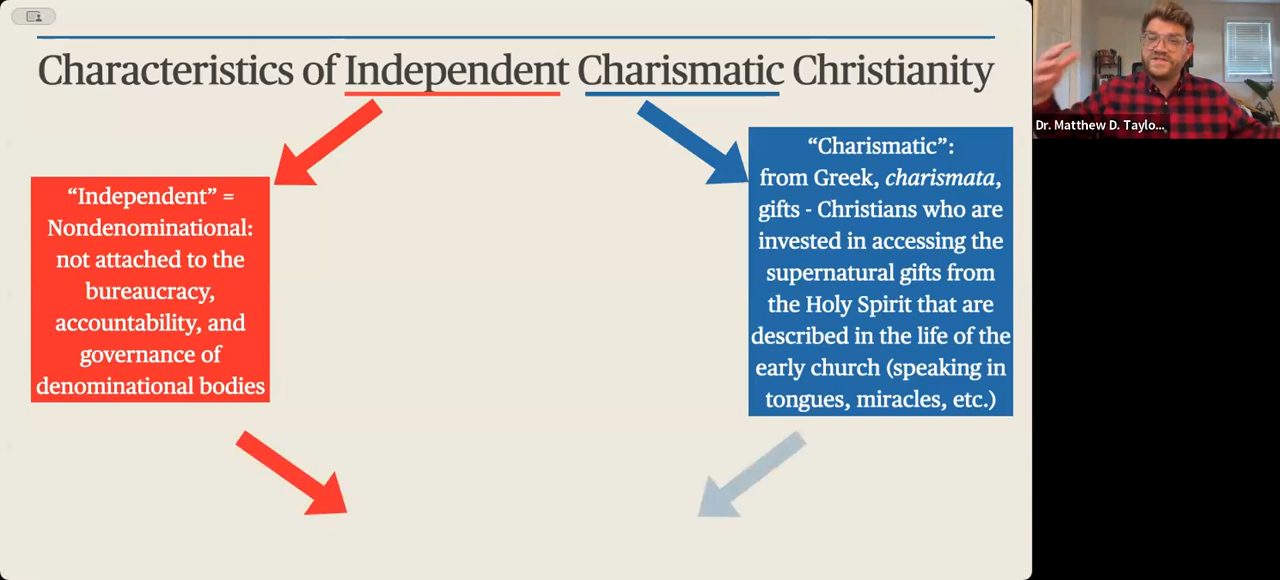 Characteristics of Independent Charismatic Christianity
“Independent” =
Nondenominational:
not attached to the
bureaucracy,
accountability, and
governance of
denominational bodies
“Charismatic”:
from Greek, charismata,
gifts - Christians who are
invested in accessing the
supernatural gifts from
the Holy Spirit that are
described in the life of the
early church (speaking in
tongues, miracles, etc.)
Dr. Matthew D. Taylo...